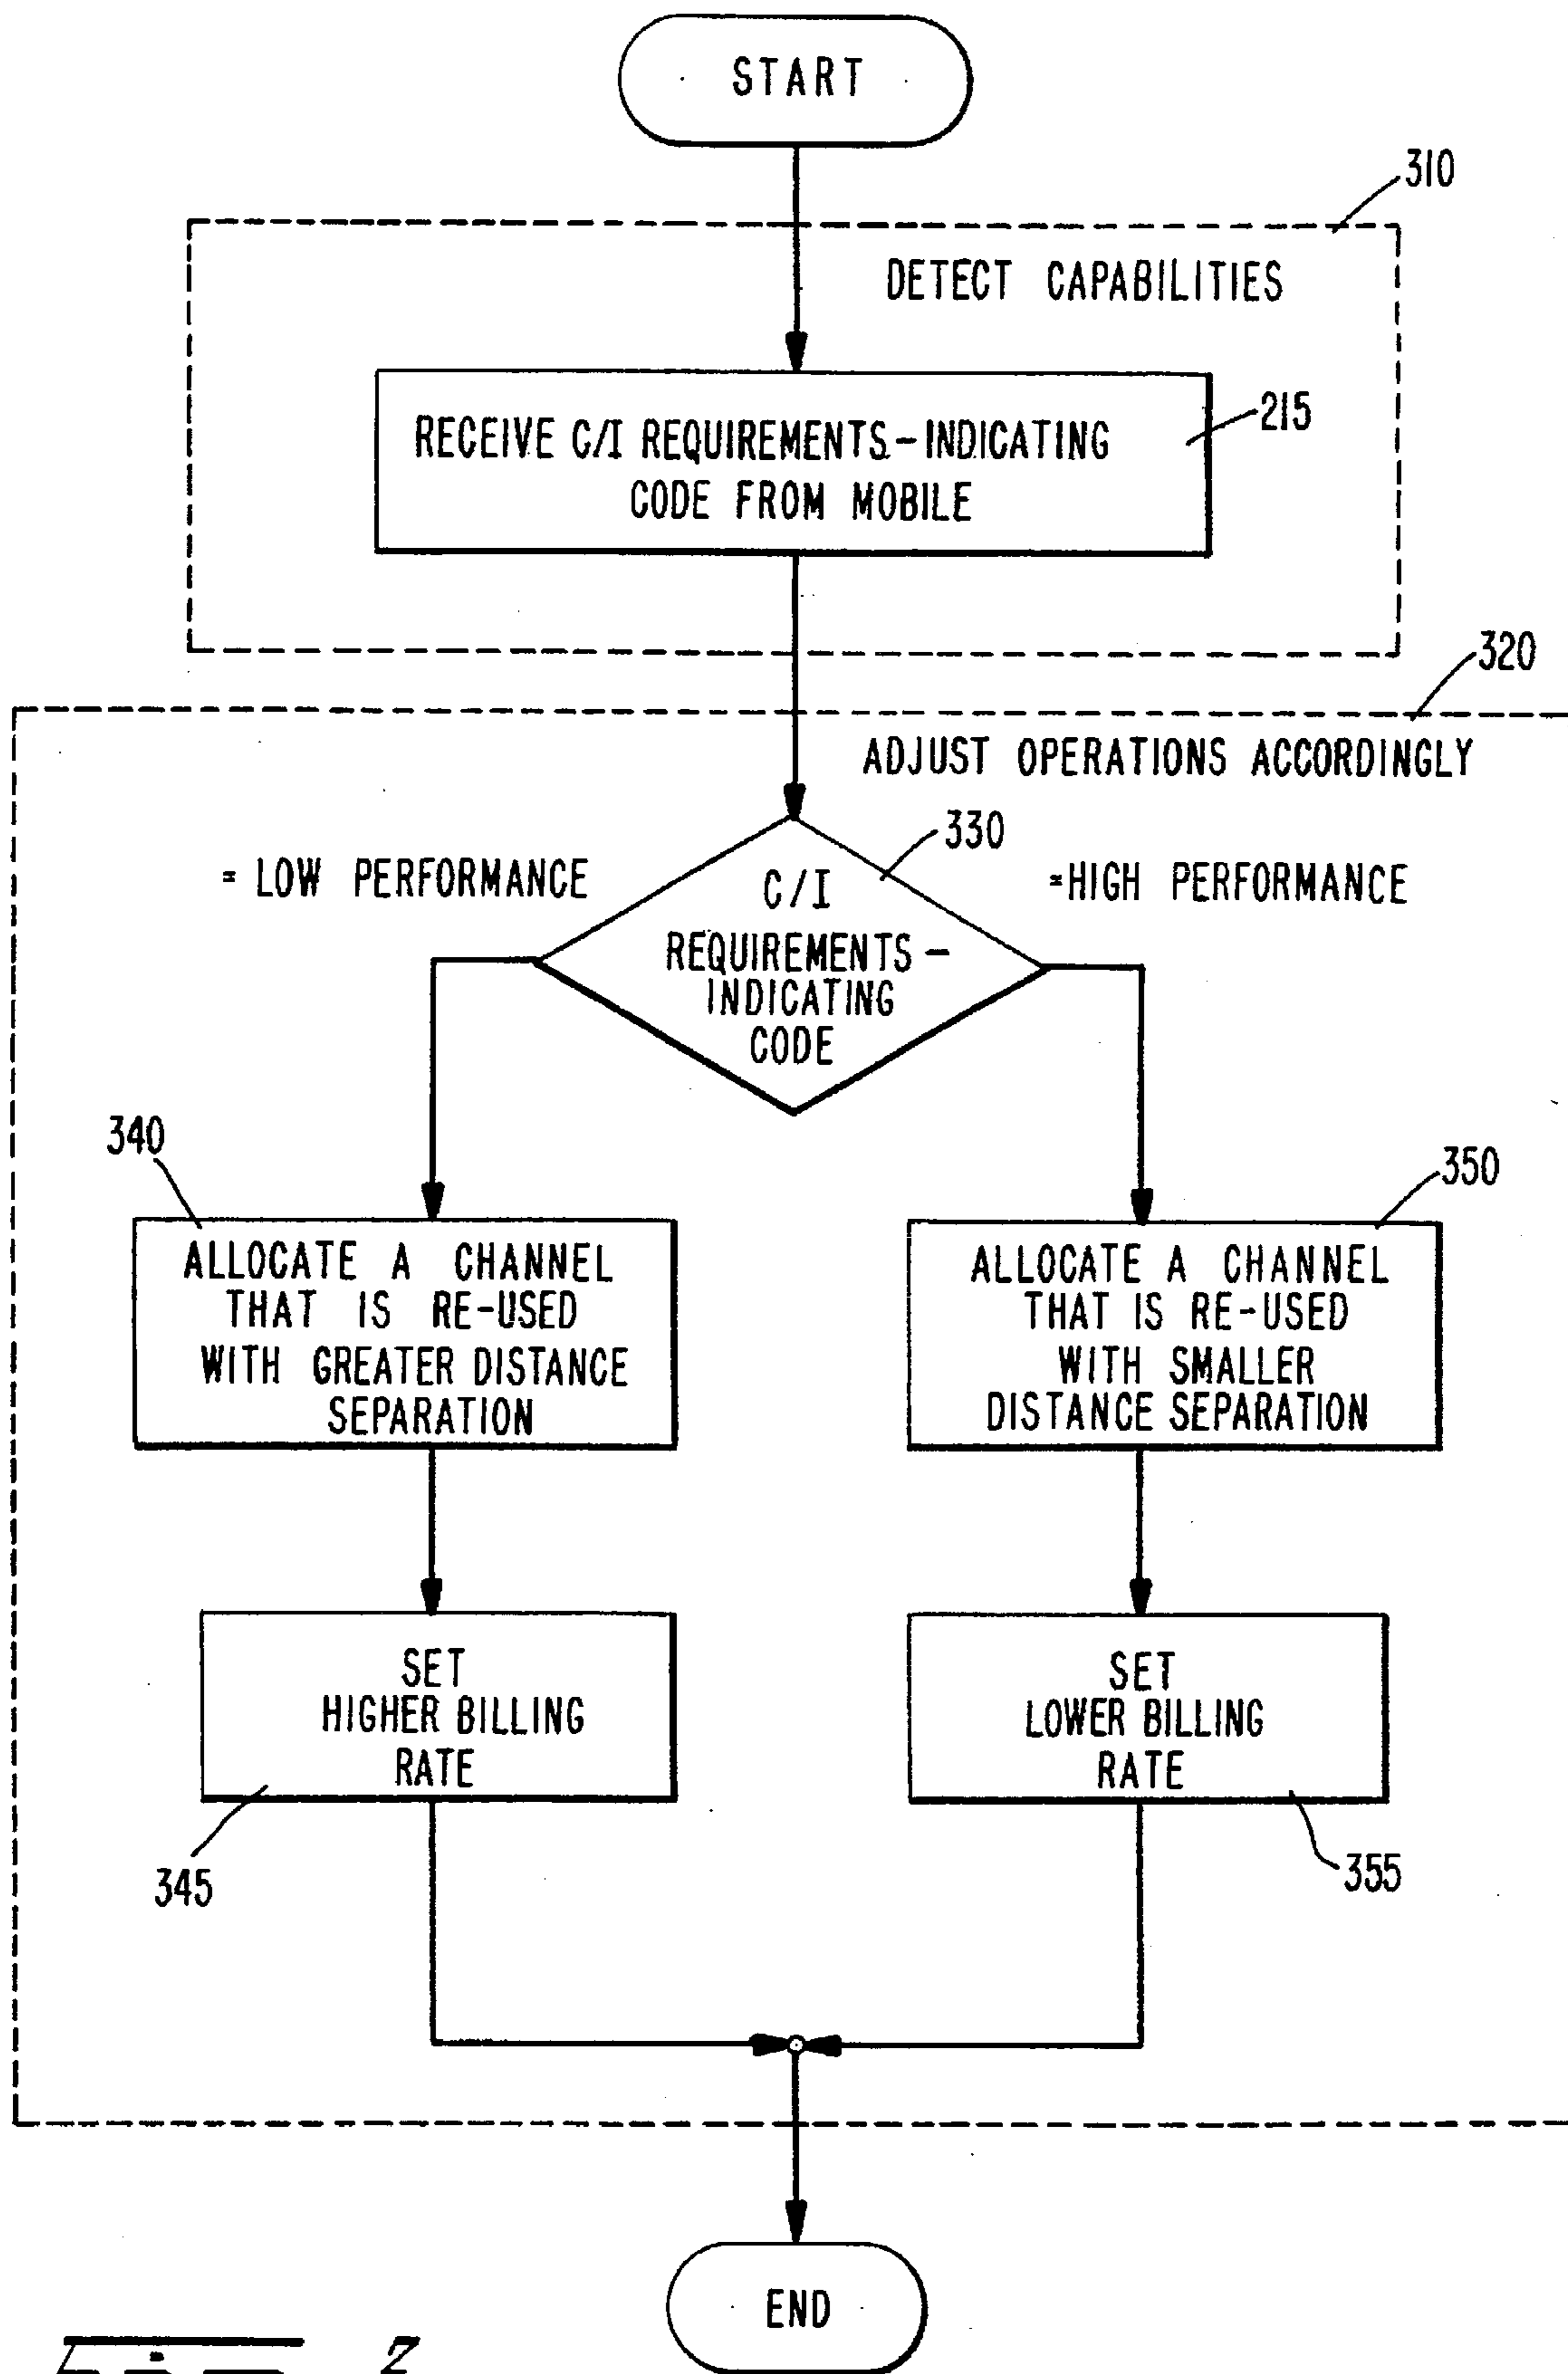 START
310
DETECT CAPABILITIES
RECEIVE C/I REQUIREMENTS-INDICATING
CODE FROM MOBILE
215
320
ADJUST OPERATIONS ACCORDINGLY
330
= LOW PERFORMANCE
=HIGH PERFORMANCE
C/I
REQUIREMENTS-
INDICATING
CODE
340
350
ALLOCATE A CHANNEL
THAT IS RE-USED
WITH GREATER DISTANCE
SEPARATION
ALLOCATE A CHANNEL
THAT IS RE-USED
WITH SMALLER
DISTANCE SEPARATION
SET
HIGHER BILLING
RATE
SET
LOWER BILLING
RATE
345
355
END